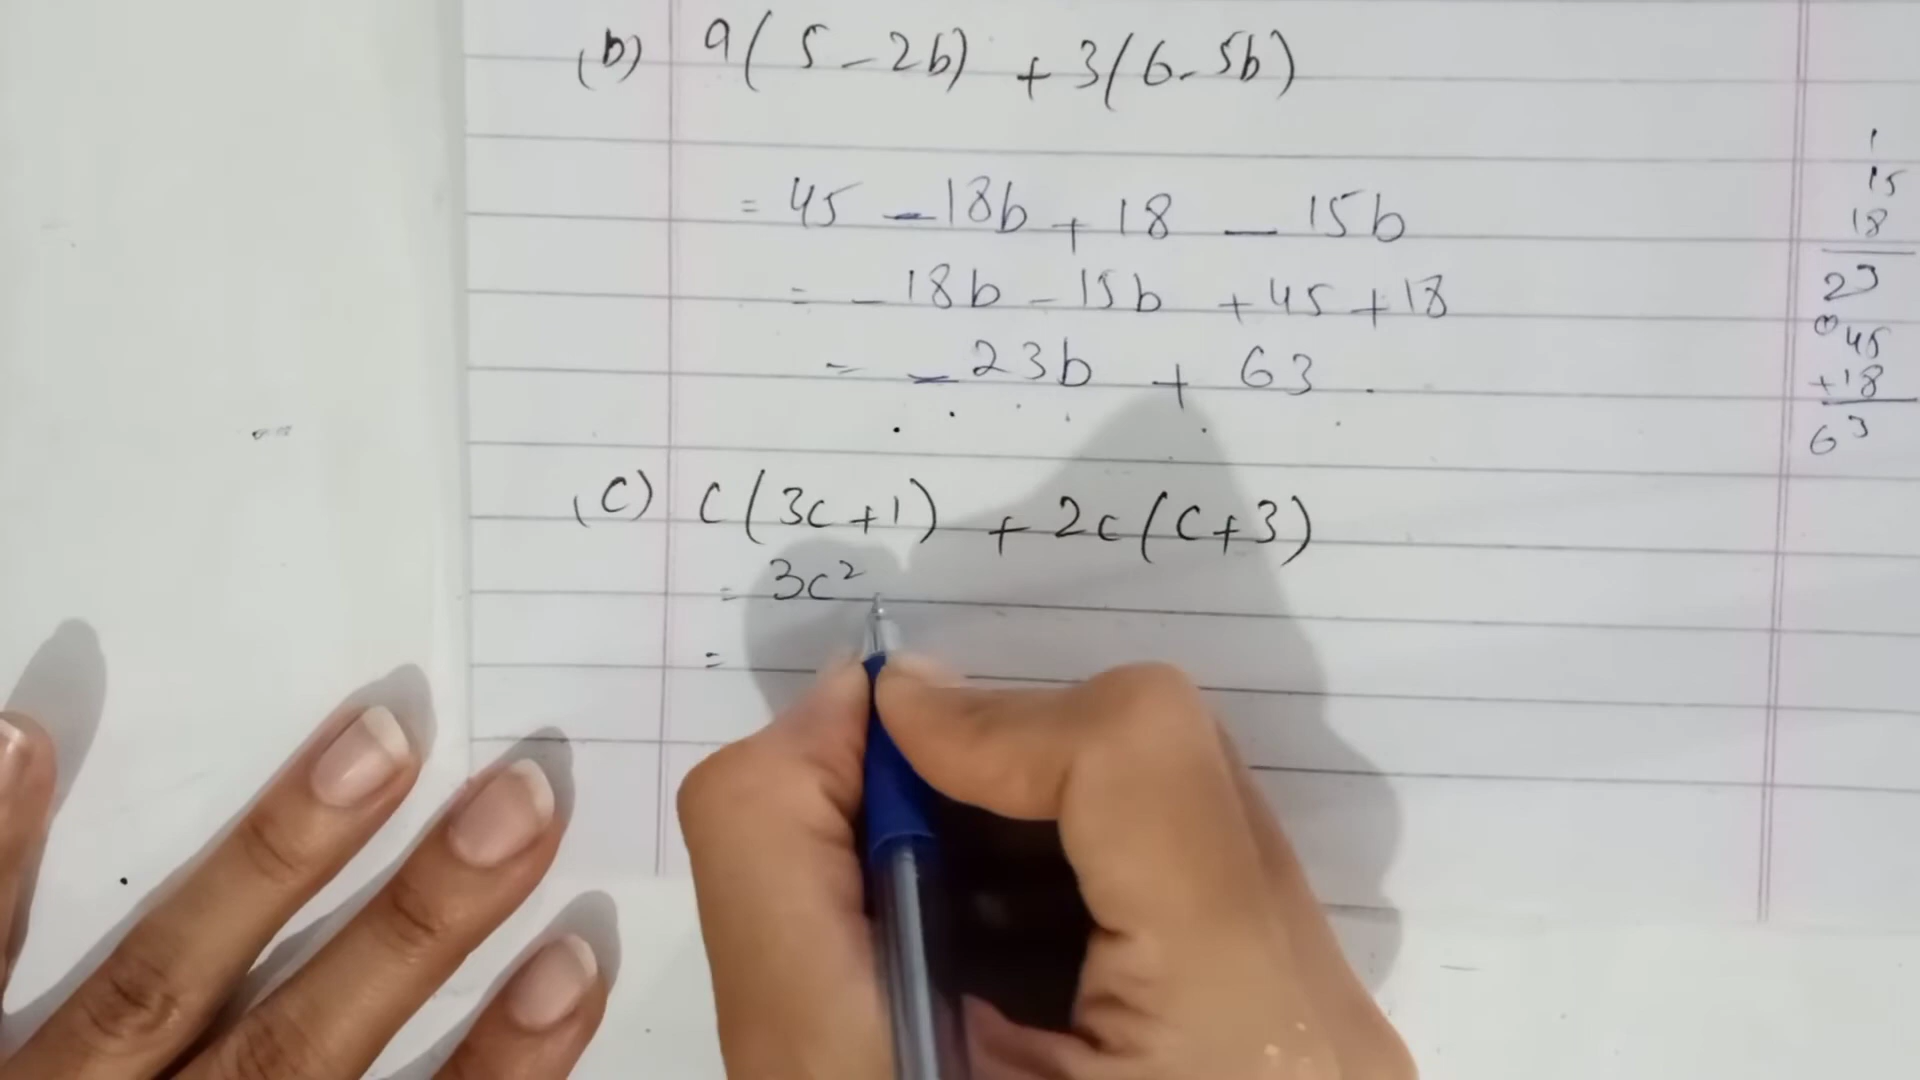 (b) 9(5-2b) + 3(6-5b)
= 45 - 18b + 18 - 15b
= - 18b - 15b + 45 + 18
= - 23b + 63.
(c) c(3c+1) + 2c(c+3)
= 3c²
=
1
15
18
23
45
+18
63